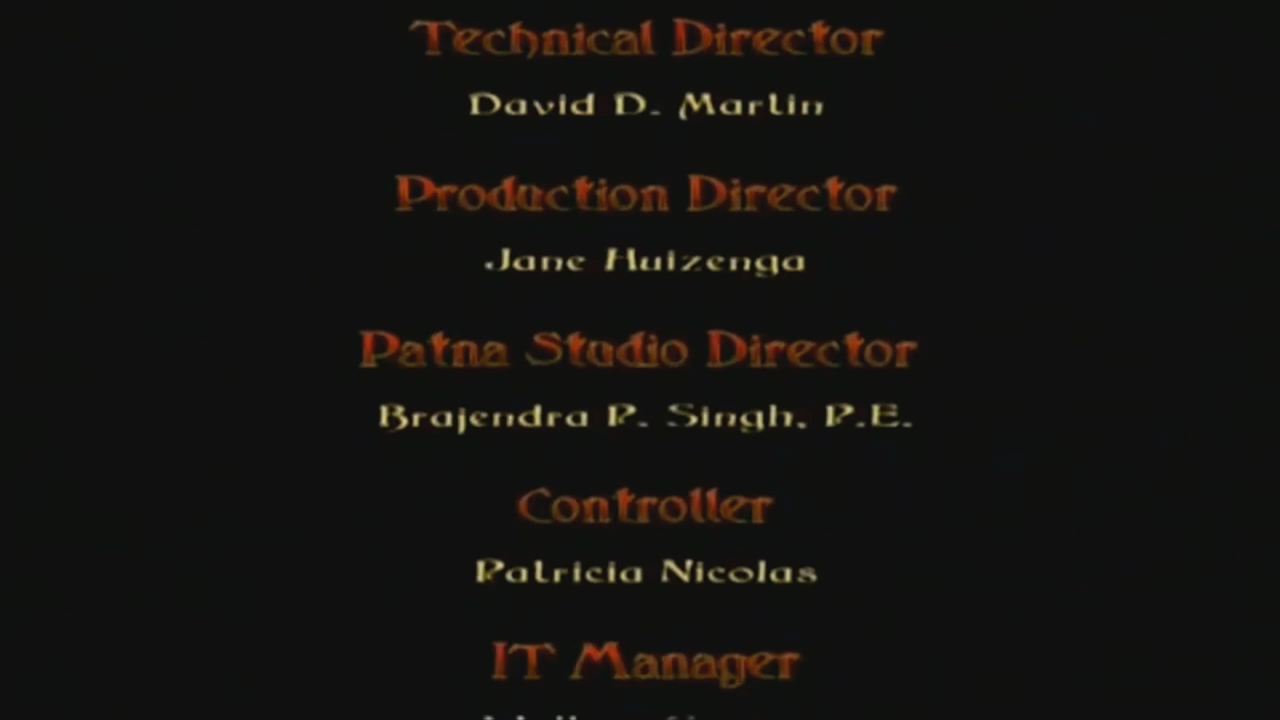 Technical Director
David D. Martin
Production Director
Jane Huizenga
Patna Studio Director
Brajendra P. Singh, P.E.
Controller
Patricia Nicolas
IT Manager